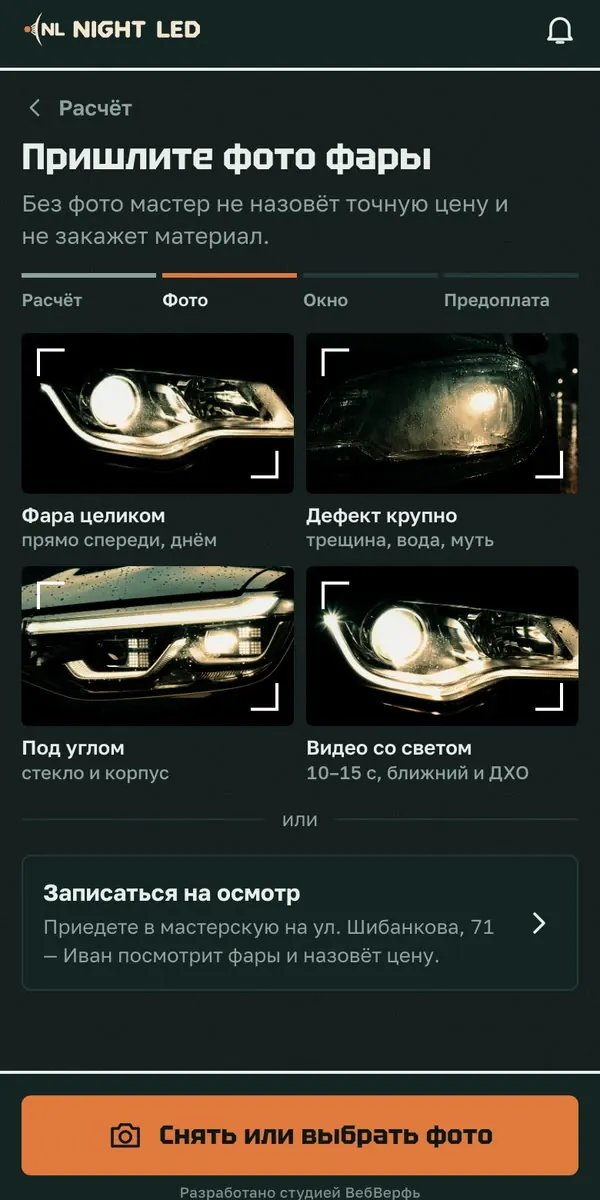 NL NIGHT LED
Расчёт
Пришлите фото фары
Без фото мастер не назовёт точную цену и
не закажет материал.
Расчёт
Фото
Окно
Предоплата
Фара целиком
прямо спереди, днём
Дефект крупно
трещина, вода, муть
Под углом
стекло и корпус
Видео со светом
10–15 с, ближний и ДХО
или
Записаться на осмотр
Приедете в мастерскую на ул. Шибанкова, 71
— Иван посмотрит фары и назовёт цену.
Снять или выбрать фото
Разработано студией ВебВерфь